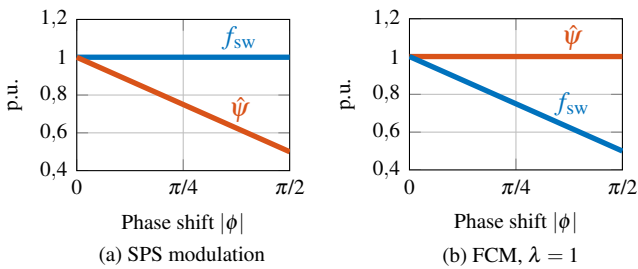 1,2
1
0,8
0,6
0,4
p.u.
f_sw
ψ̂
0
π/4
π/2
Phase shift |ϕ|
(a) SPS modulation
1,2
1
0,8
0,6
0,4
p.u.
ψ̂
f_sw
0
π/4
π/2
Phase shift |ϕ|
(b) FCM, λ = 1